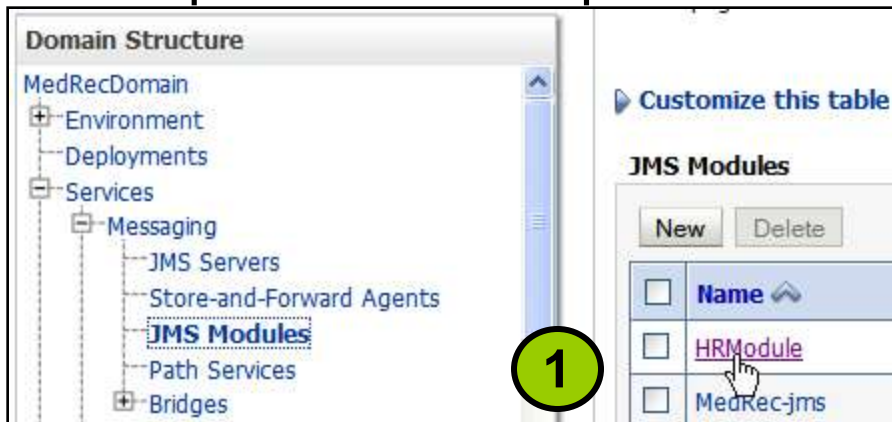 Domain Structure
MedRecDomain
Environment
Deployments
Services
Messaging
JMS Servers
Store-and-Forward Agents
JMS Modules
Path Services
Bridges
1
Customize this table
JMS Modules
New Delete
Name
HRModule
MedRec-jms